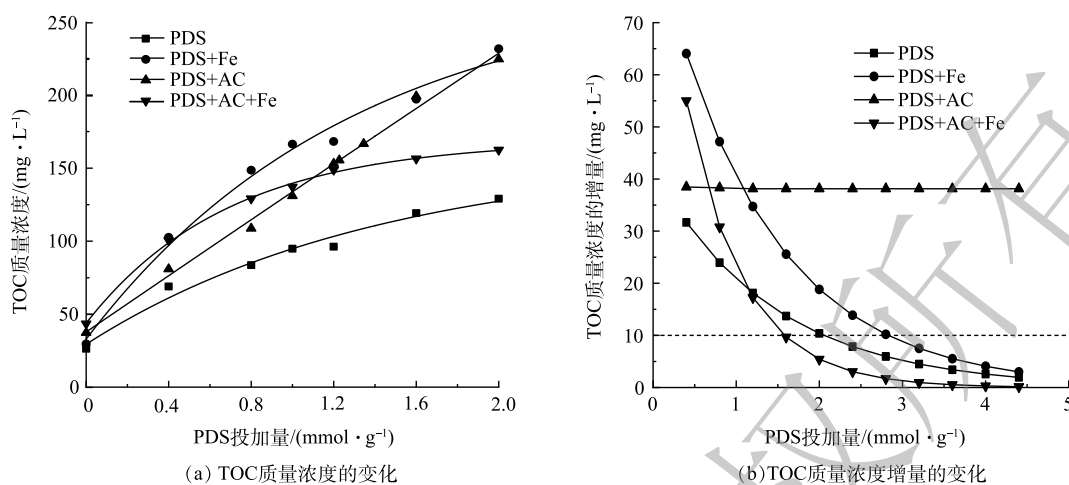 TOC质量浓度/(mg·L⁻¹)
250
200
150
100
50
0
PDS
PDS+Fe
PDS+AC
PDS+AC+Fe
0
0.4
0.8
1.2
1.6
2.0
PDS投加量/(mmol·g⁻¹)
(a) TOC质量浓度的变化
TOC质量浓度的增量/(mg·L⁻¹)
70
60
50
40
30
20
10
0
PDS
PDS+Fe
PDS+AC
PDS+AC+Fe
0
1
2
3
4
5
PDS投加量/(mmol·g⁻¹)
(b)TOC质量浓度增量的变化
所有